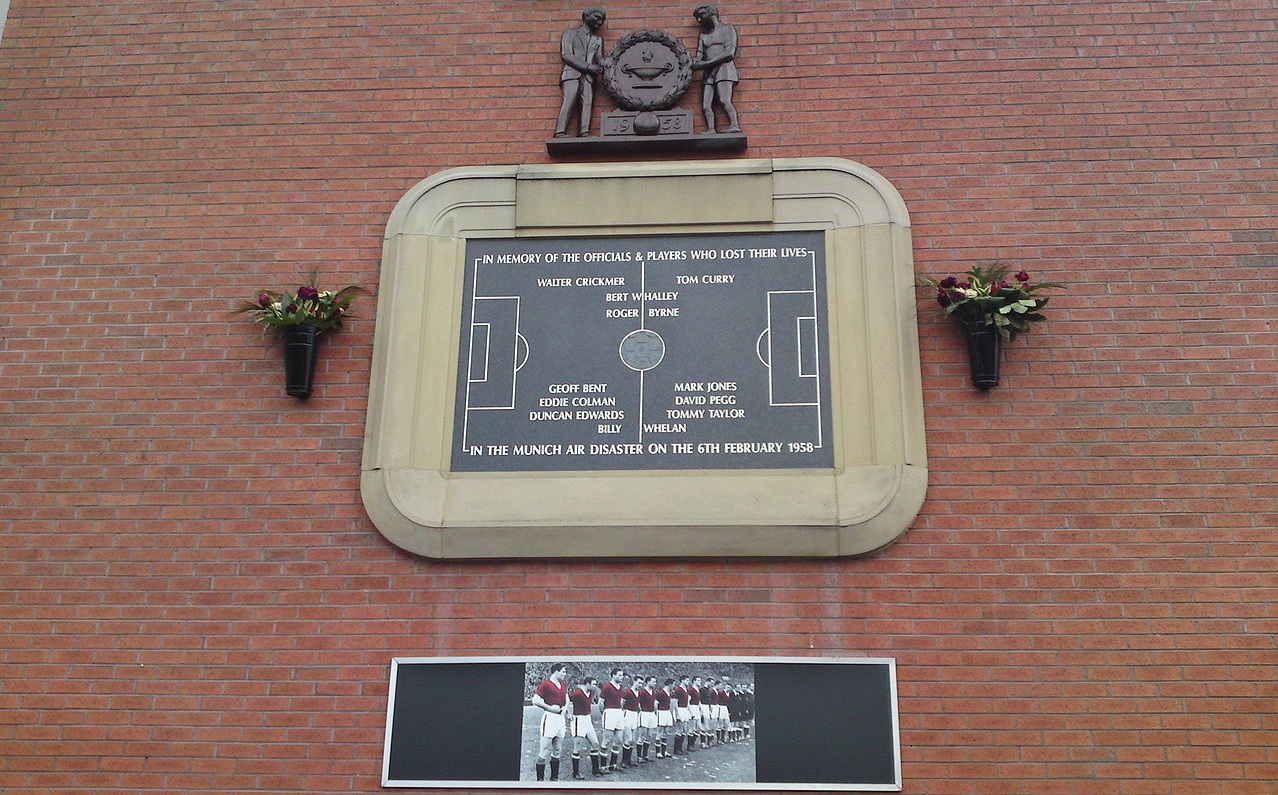 1958
IN MEMORY OF THE OFFICIALS & PLAYERS WHO LOST THEIR LIVES
WALTER CRICKMER TOM CURRY
BERT WHALLEY
ROGER BYRNE
GEOFF BENT MARK JONES
EDDIE COLMAN DAVID PEGG
DUNCAN EDWARDS TOMMY TAYLOR
BILLY WHELAN
IN THE MUNICH AIR DISASTER ON THE 6TH FEBRUARY 1958